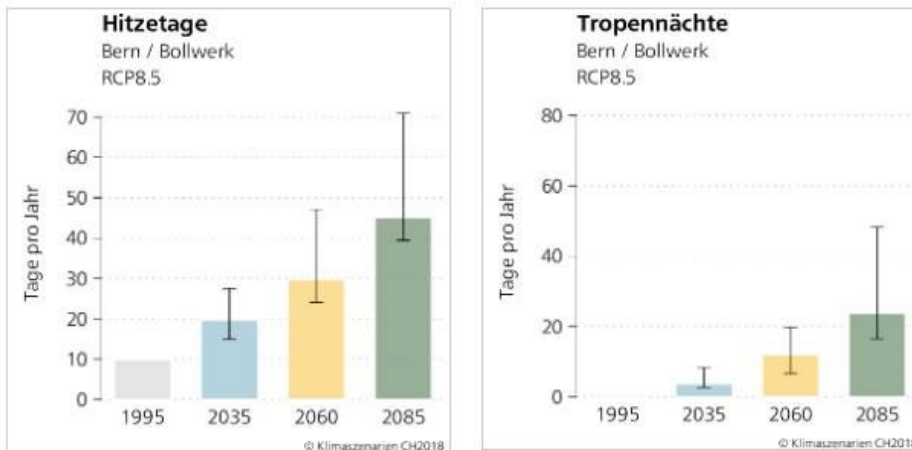 Hitzetage
Bern / Bollwerk
RCP8.5
Tage pro Jahr
70
60
50
40
30
20
10
0
1995 2035 2060 2085
© Klimaszenarien CH2018
Tropennächte
Bern / Bollwerk
RCP8.5
Tage pro Jahr
80
60
40
20
0
1995 2035 2060 2085
© Klimaszenarien CH2018